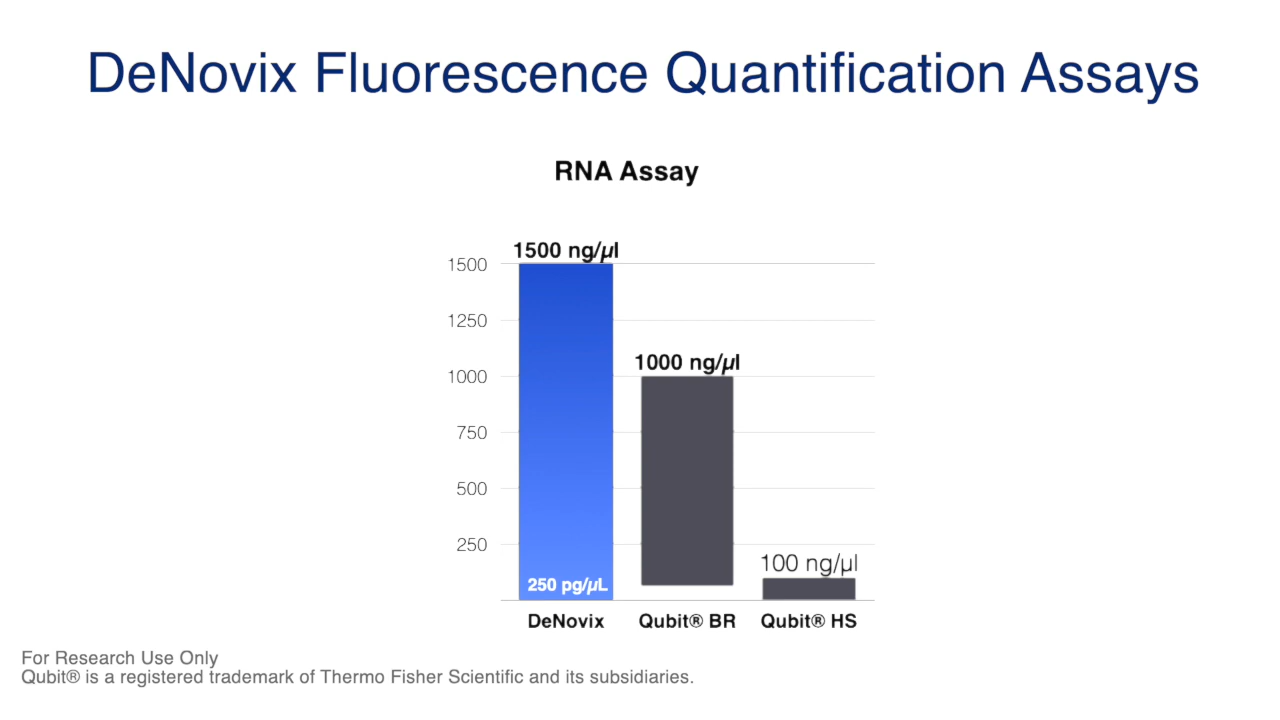 DeNovix Fluorescence Quantification Assays
RNA Assay
1500 ng/µl
1500
1250
1000 ng/µl
1000
750
500
250
100 ng/µl
250 pg/µL
DeNovix
Qubit® BR
Qubit® HS
For Research Use Only
Qubit® is a registered trademark of Thermo Fisher Scientific and its subsidiaries.